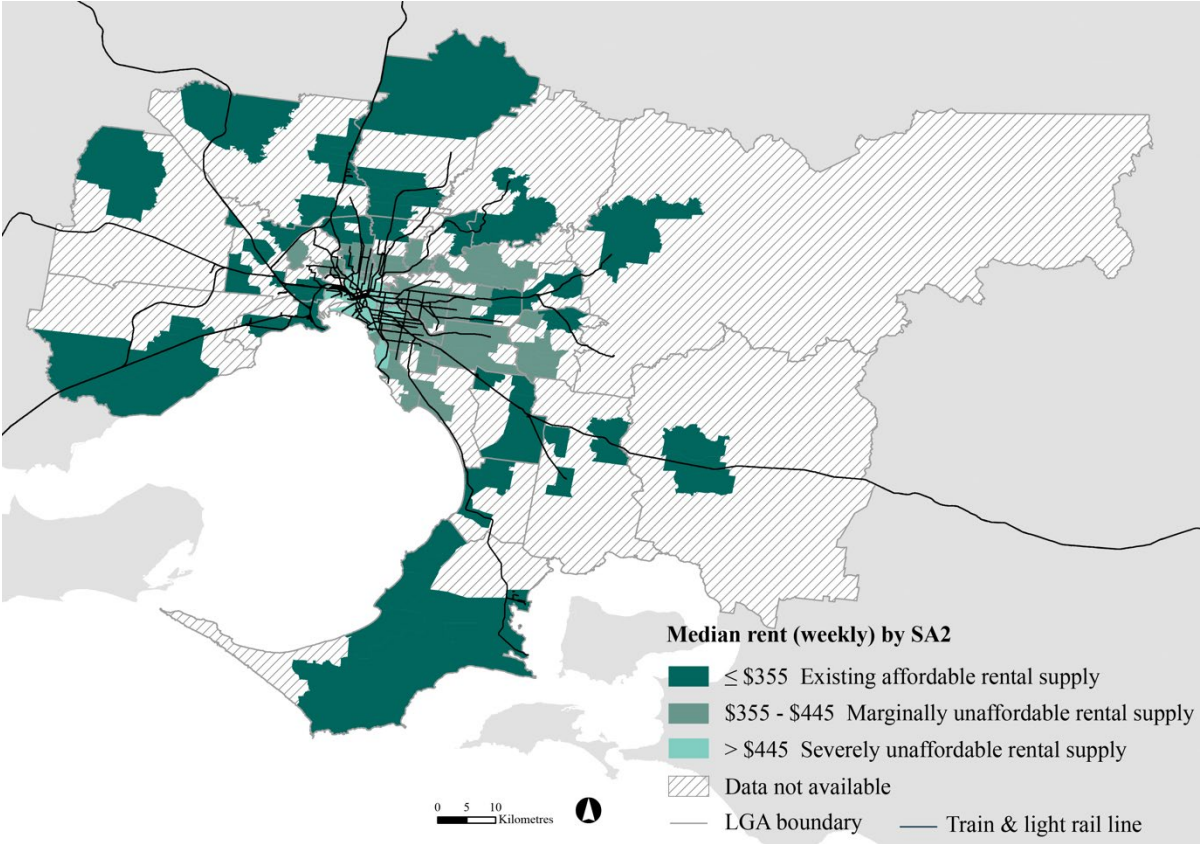 Median rent (weekly) by SA2
≤ $355 Existing affordable rental supply
$355 - $445 Marginally unaffordable rental supply
> $445 Severely unaffordable rental supply
Data not available
LGA boundary
Train & light rail line
0 5 10
Kilometres